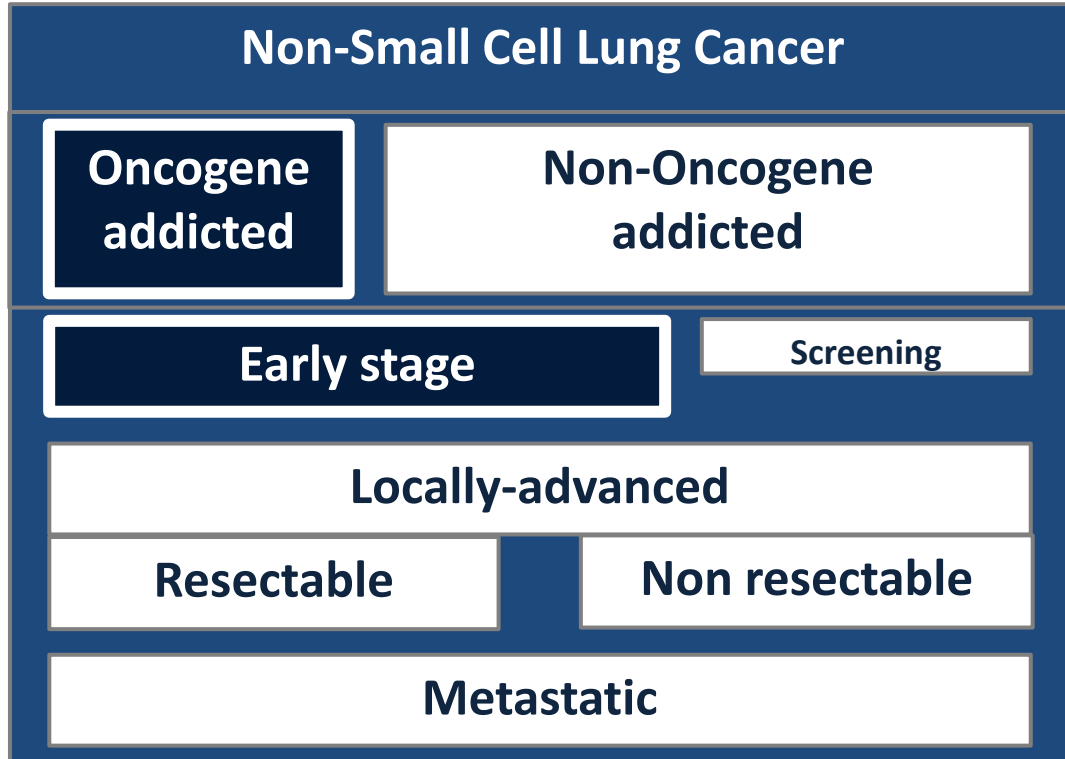 Non-Small Cell Lung Cancer
Oncogene
addicted
Non-Oncogene
addicted
Early stage
Screening
Locally-advanced
Resectable
Non resectable
Metastatic